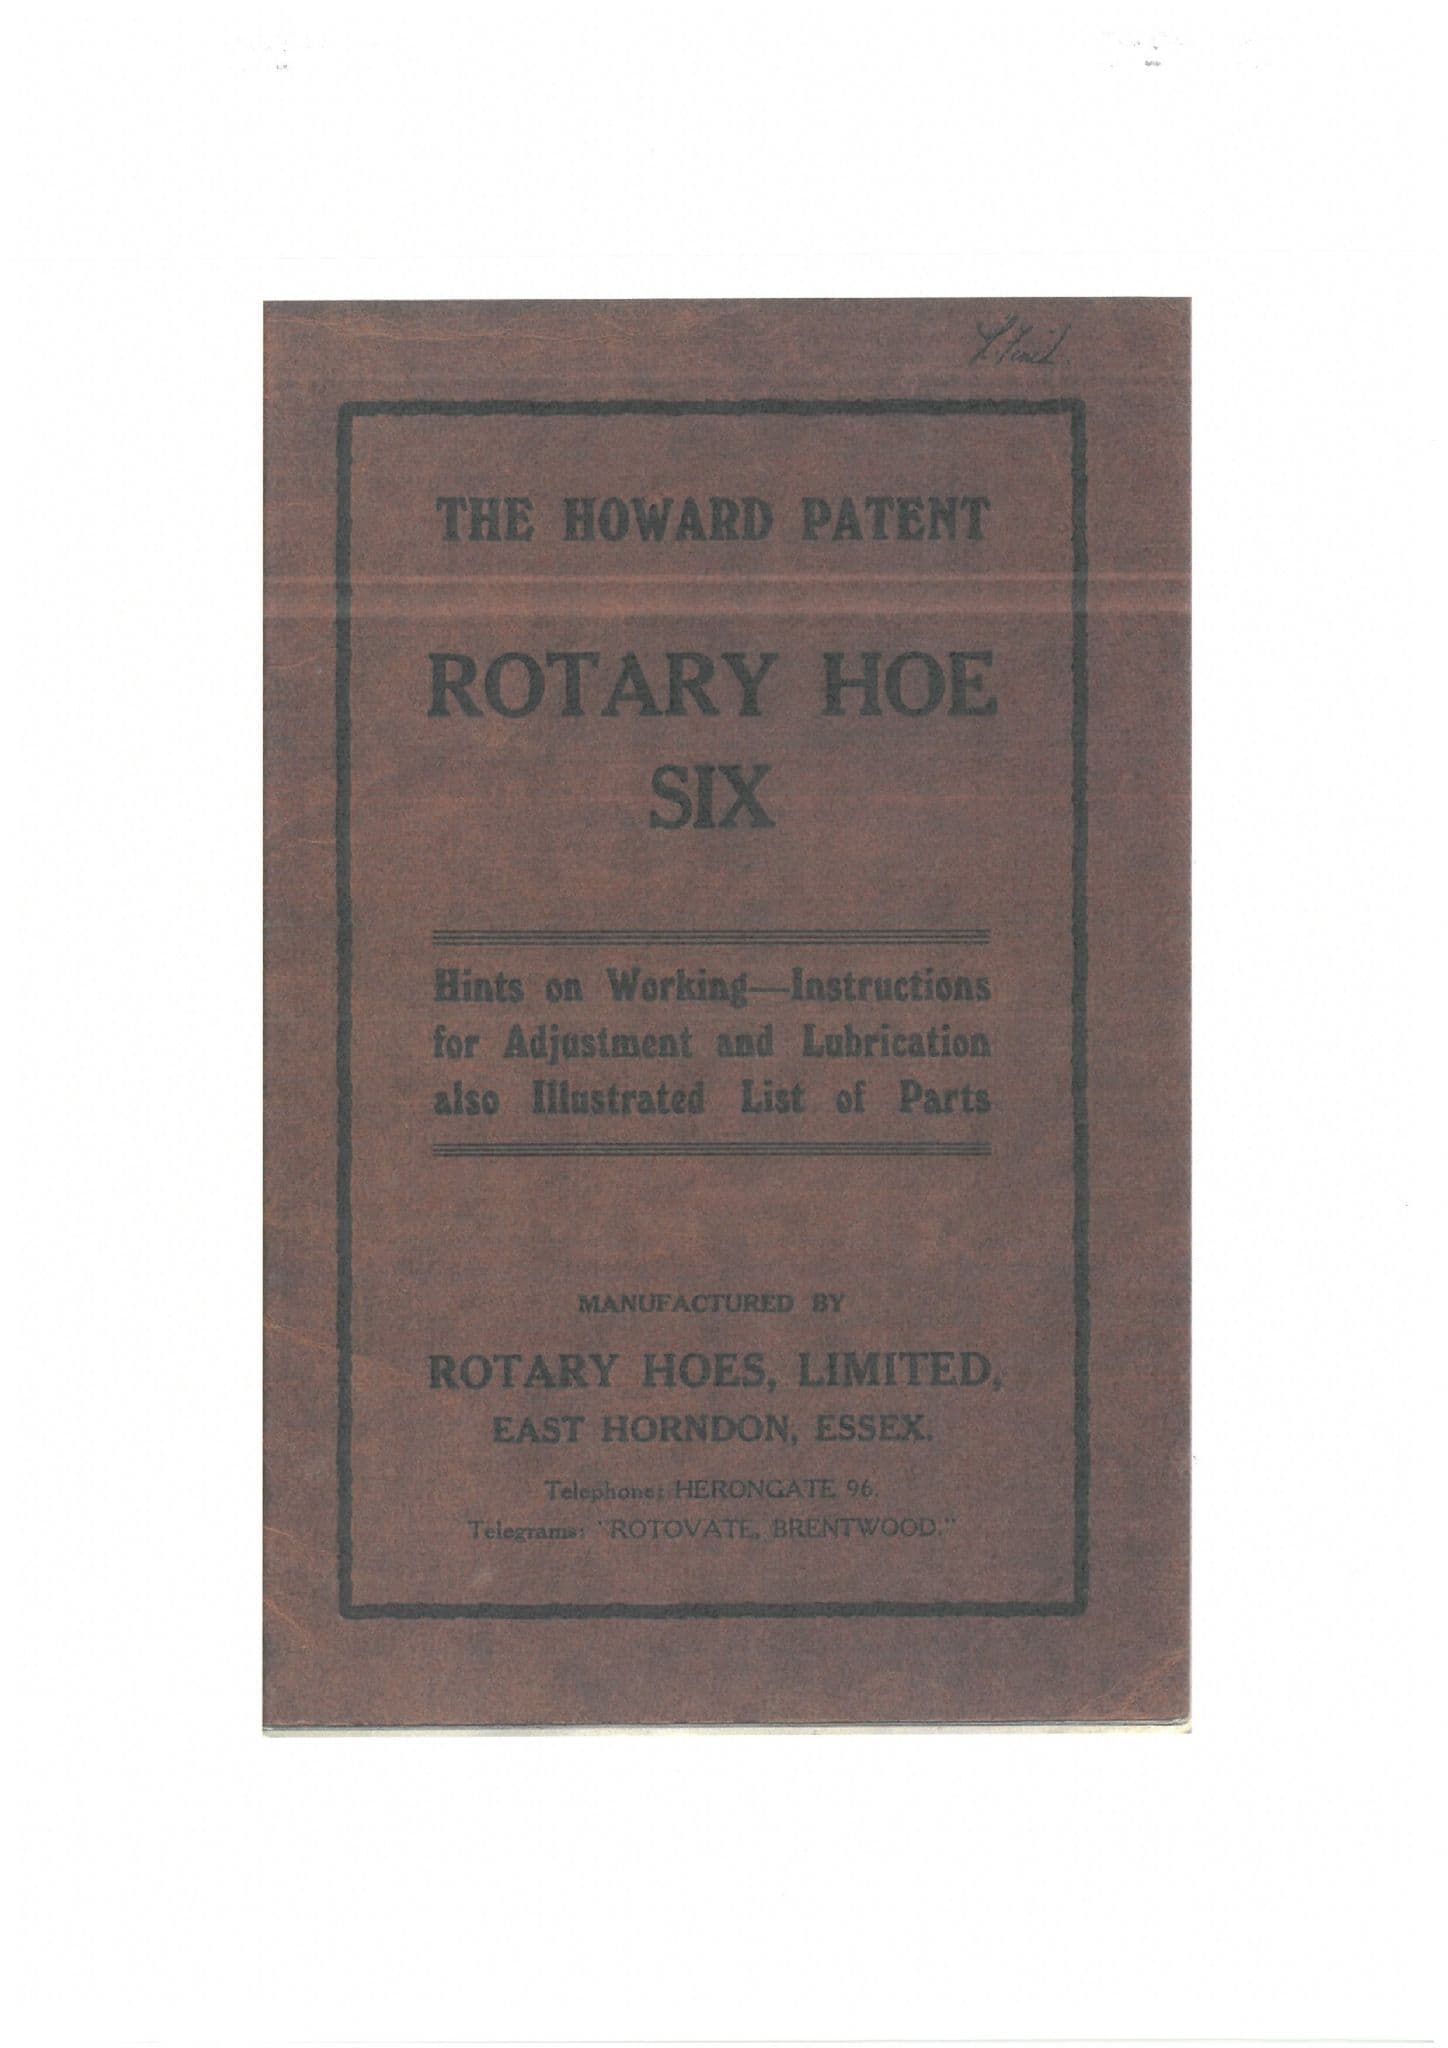 THE HOWARD PATENT
ROTARY HOE
SIX
Hints on Working—Instructions
for Adjustment and Lubrication
also Illustrated List of Parts
MANUFACTURED BY
ROTARY HOES, LIMITED,
EAST HORNDON, ESSEX.
Telephone: HERONGATE 96.
Telegrams: "ROTOVATE, BRENTWOOD."